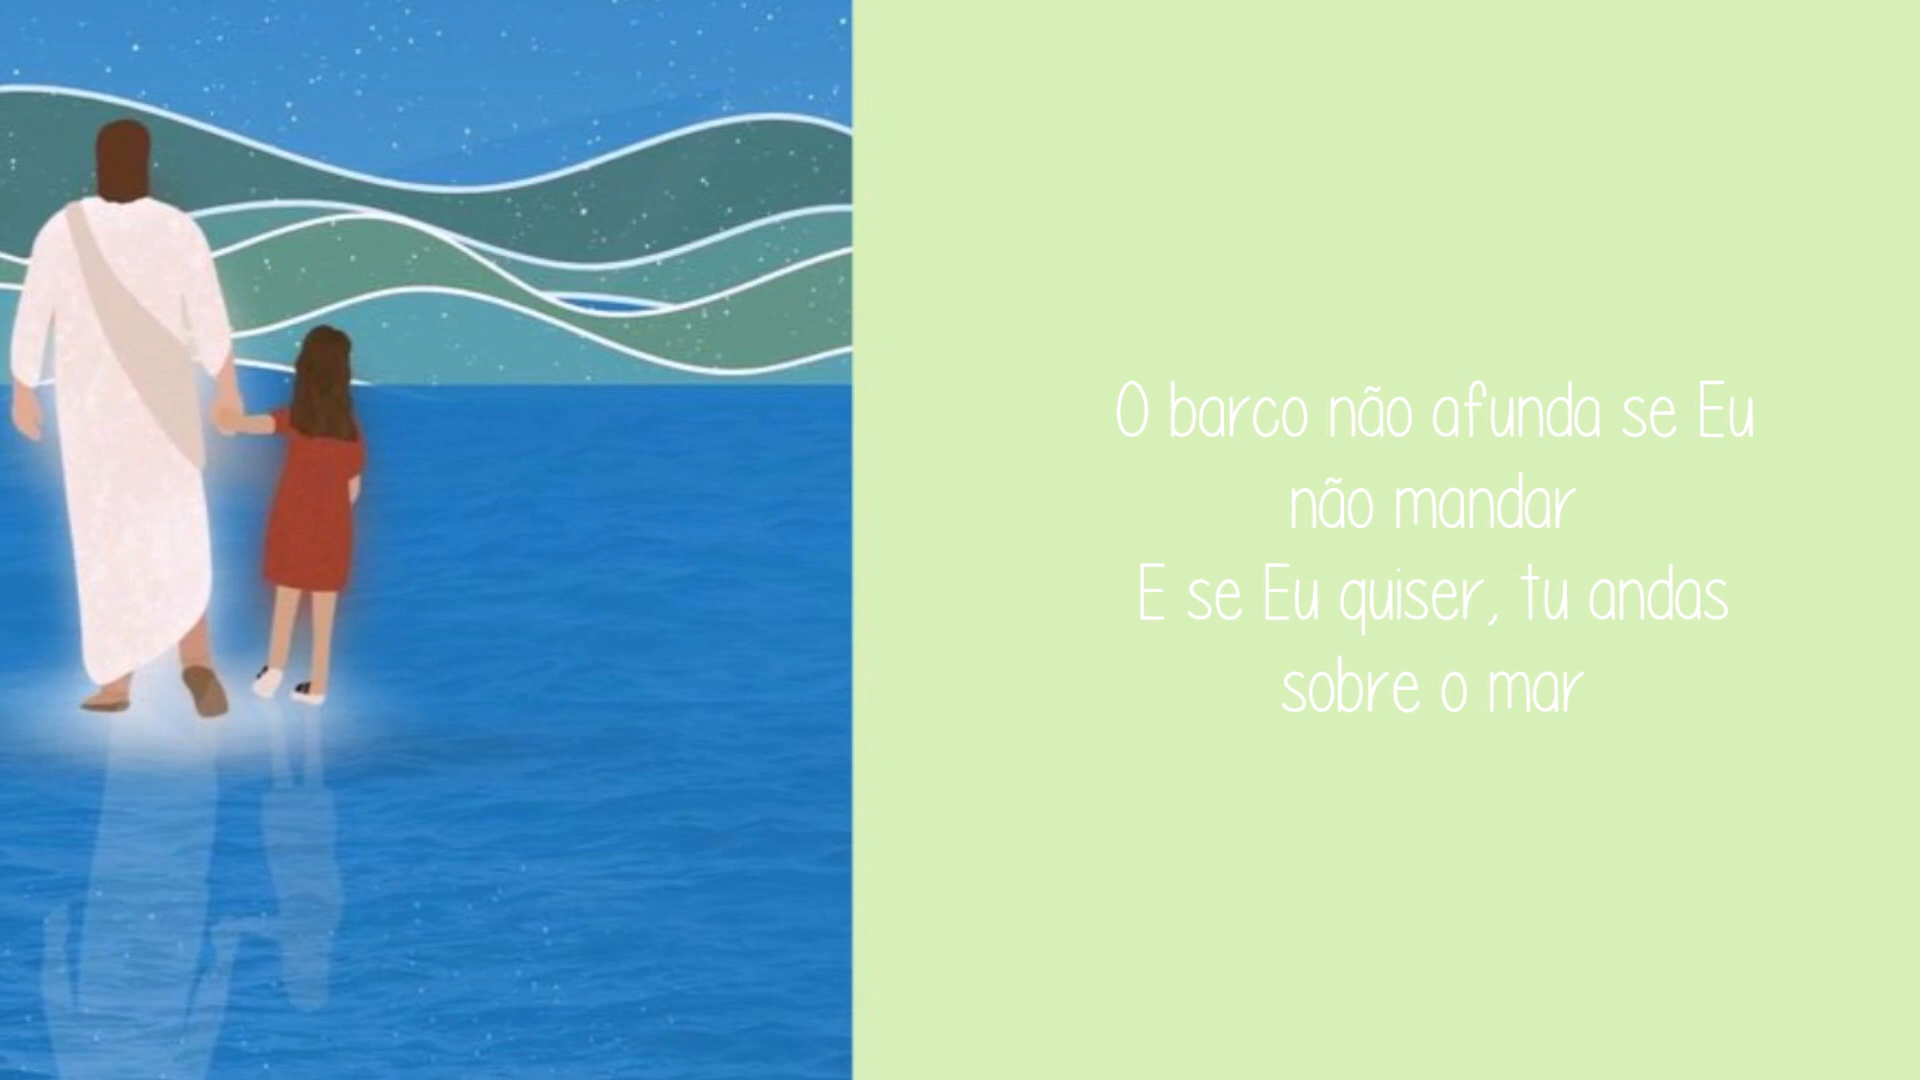 O barco não afunda se Eu
não mandar
E se Eu quiser, tu andas
sobre o mar